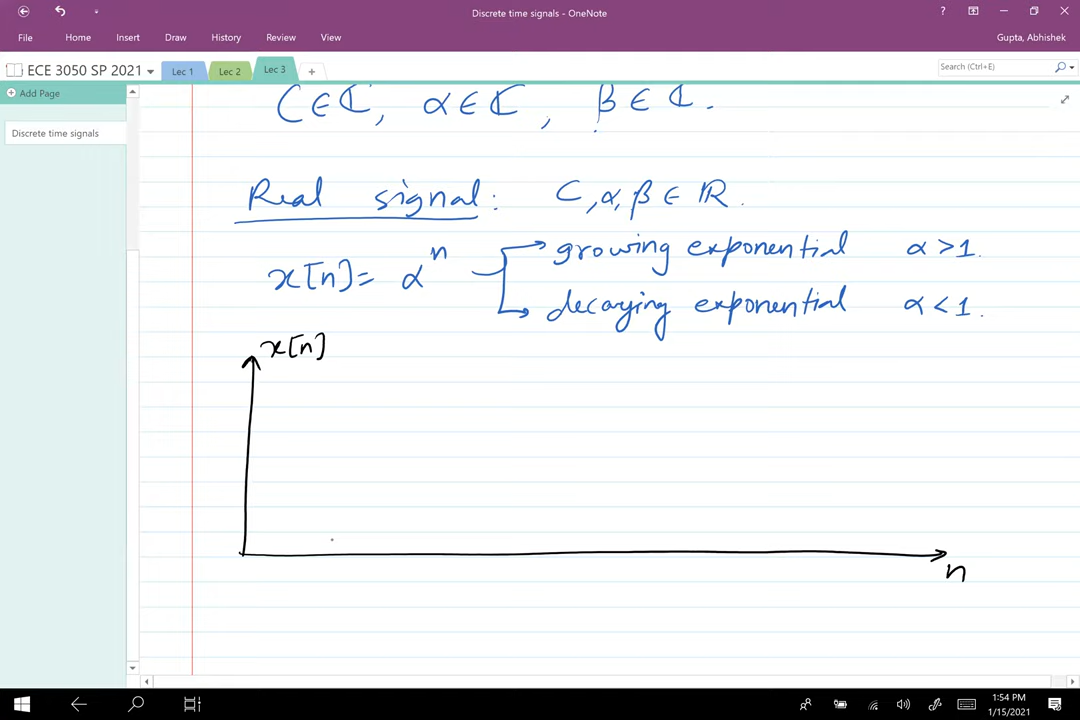 Discrete time signals - OneNote
?
File Home Insert Draw History Review View
Gupta, Abhishek
ECE 3050 SP 2021 Lec 1 Lec 2 Lec 3 +
Search (Ctrl+E)
Add Page
Discrete time signals
C ∈ ℂ, α ∈ ℂ, β ∈ ℂ.
Real signal: C, α, β ∈ ℝ.
growing exponential α > 1.
x[n] = α^n
decaying exponential α < 1.
x[n]
n
1:54 PM
1/15/2021